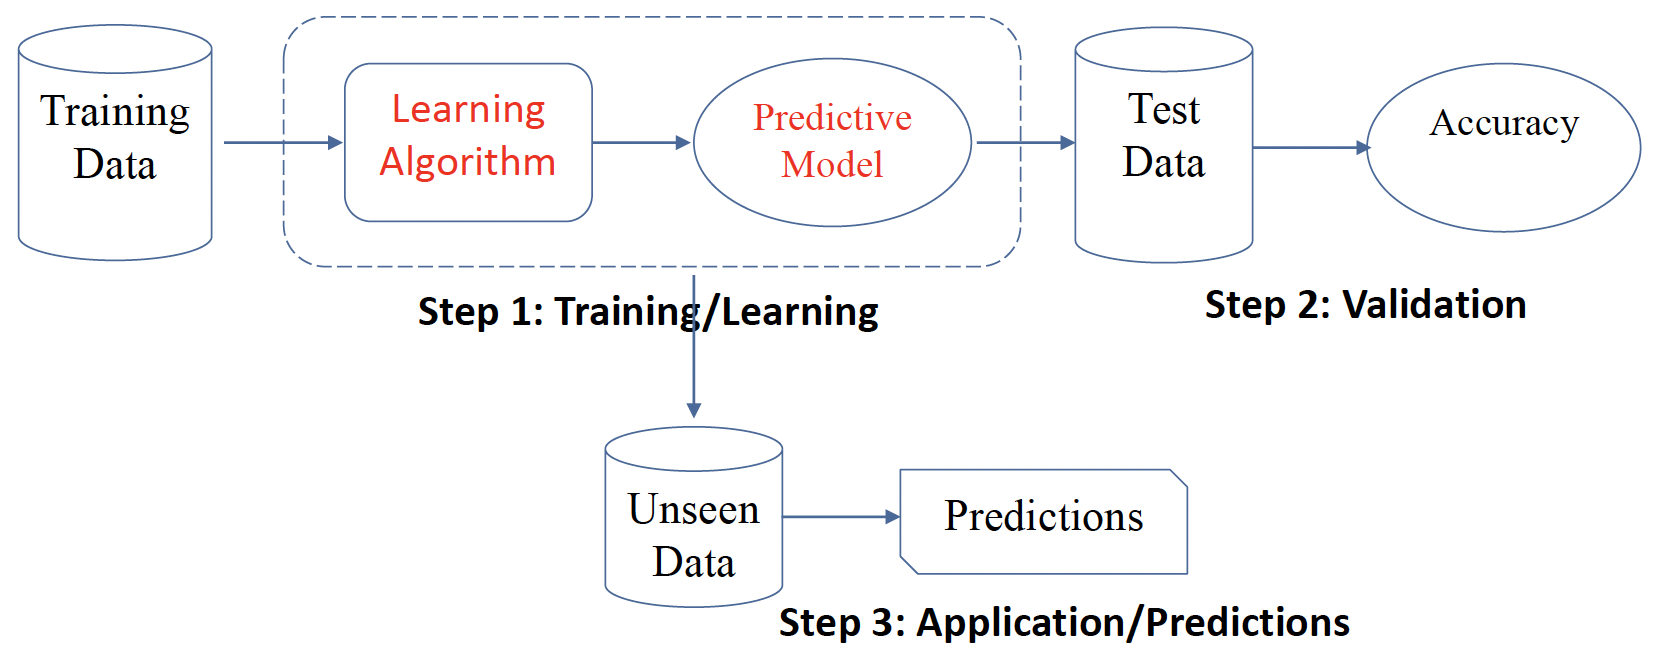 Training
Data
Learning
Algorithm
Predictive
Model
Test
Data
Accuracy
Step 1: Training/Learning
Step 2: Validation
Unseen
Data
Predictions
Step 3: Application/Predictions